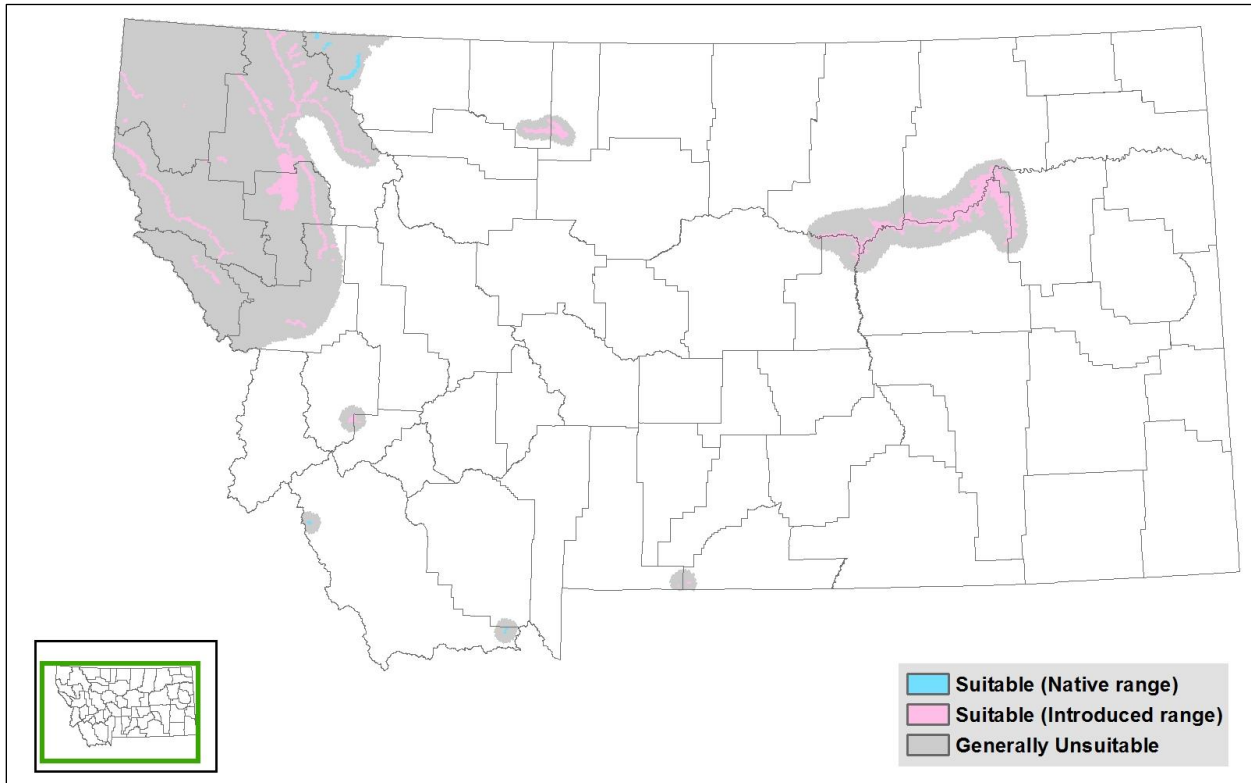 Suitable (Native range)
Suitable (Introduced range)
Generally Unsuitable